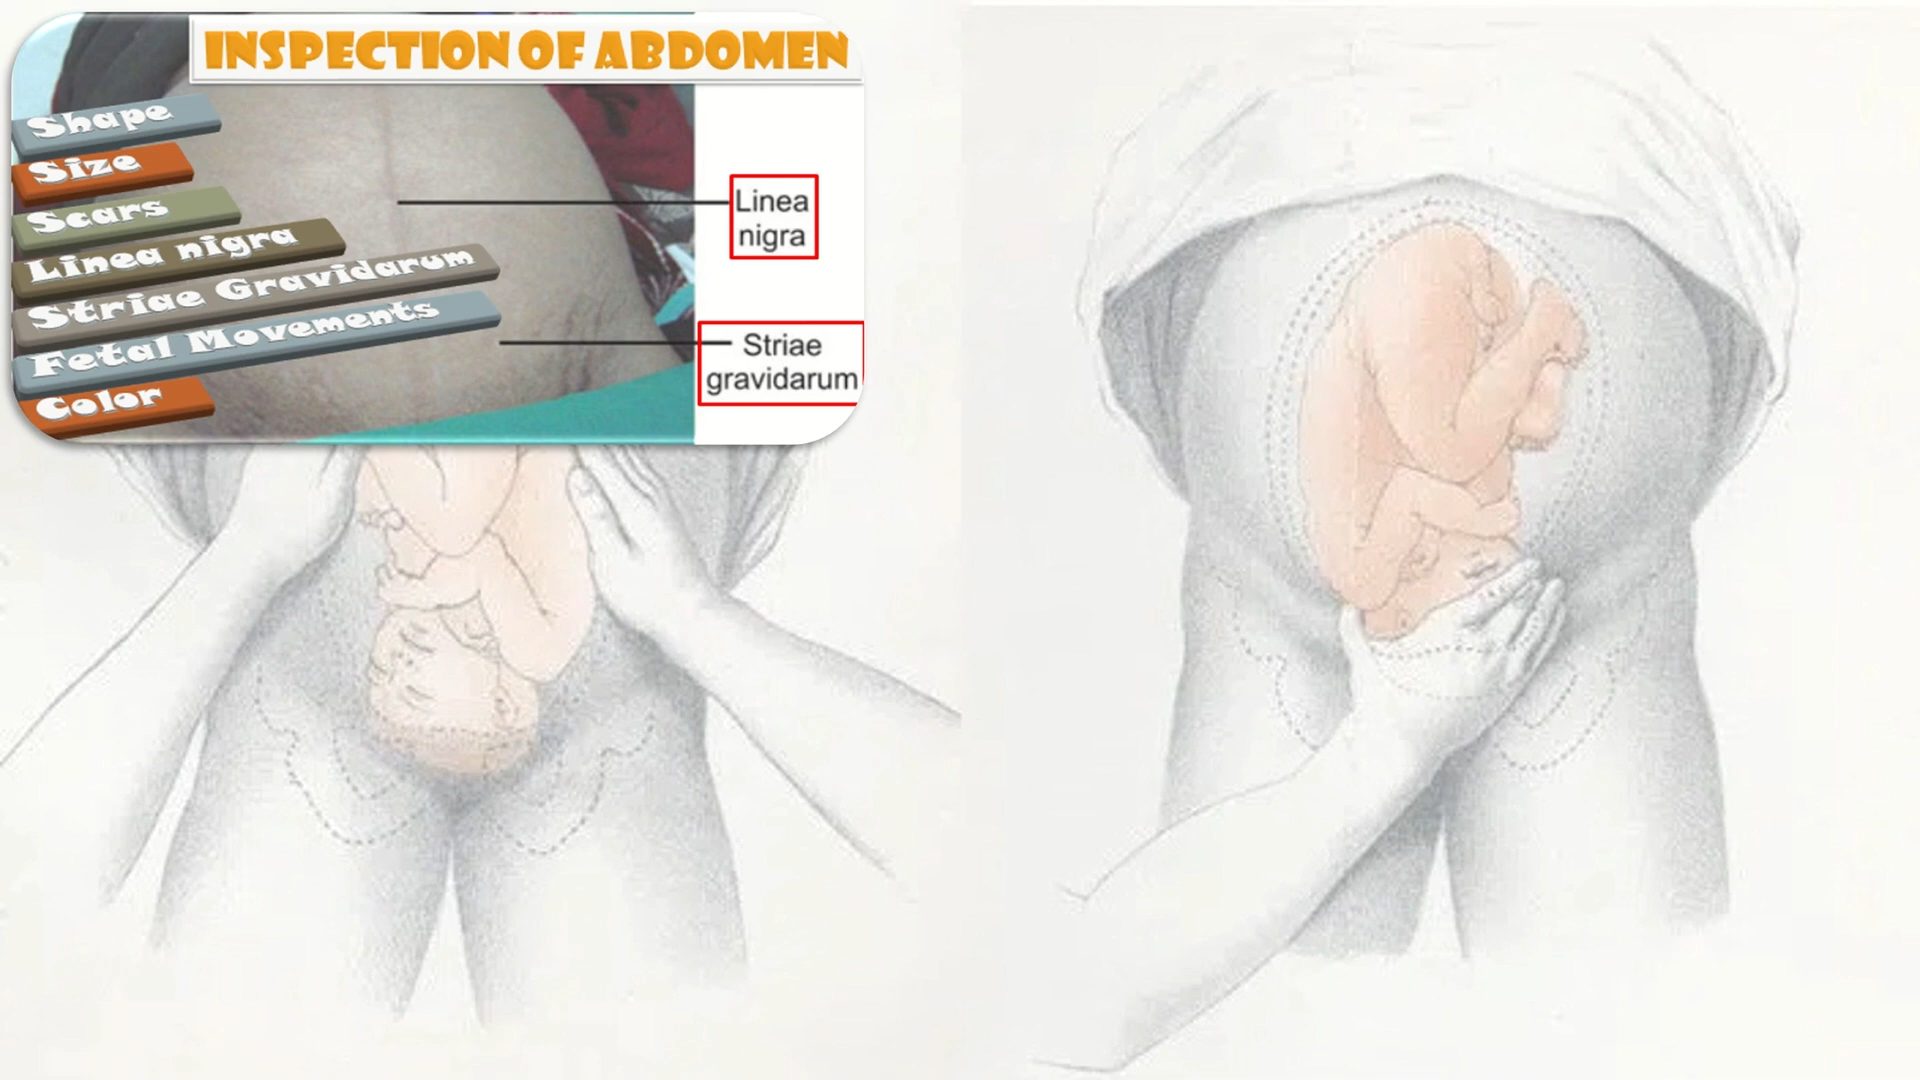 INSPECTION OF ABDOMEN
Shape
Size
Scars
Linea nigra
Striae Gravidarum
Fetal Movements
Color
Linea
nigra
Striae
gravidarum